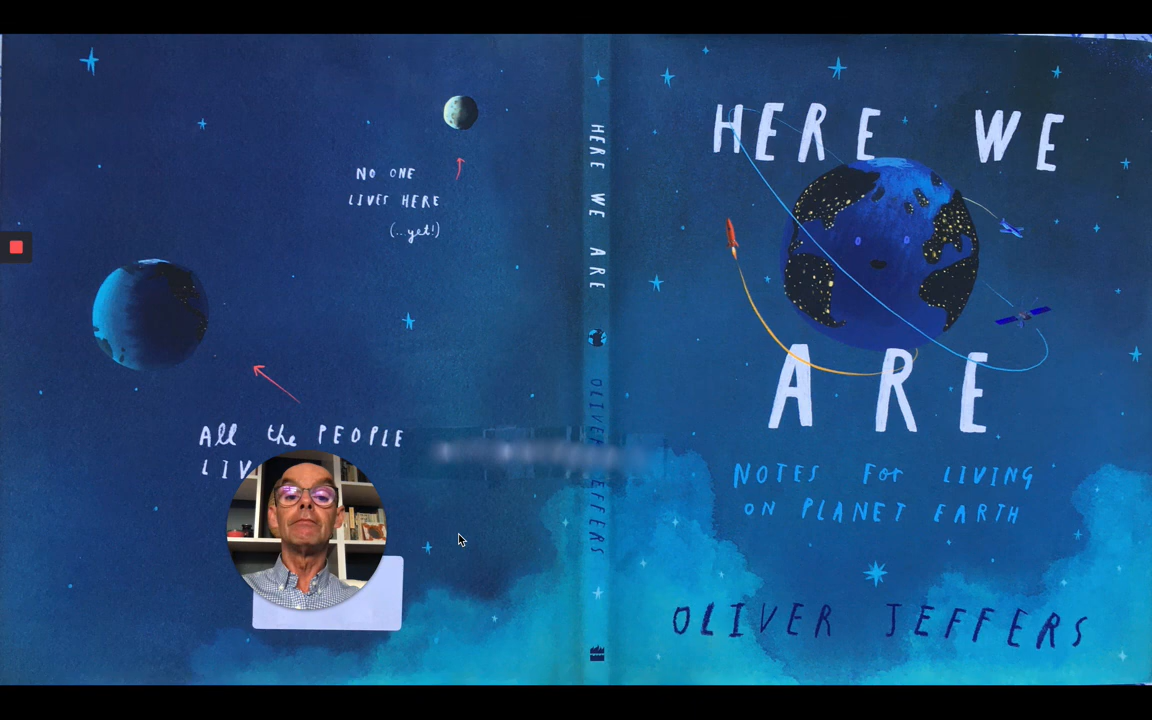 NO ONE
LIVES HERE
(...yet!)
All the PEOPLE
LIV
HERE WE ARE
OLIVER JEFFERS
HERE WE
ARE
NOTES For LIVING
ON PLANET EARTH
OLIVER JEFFERS